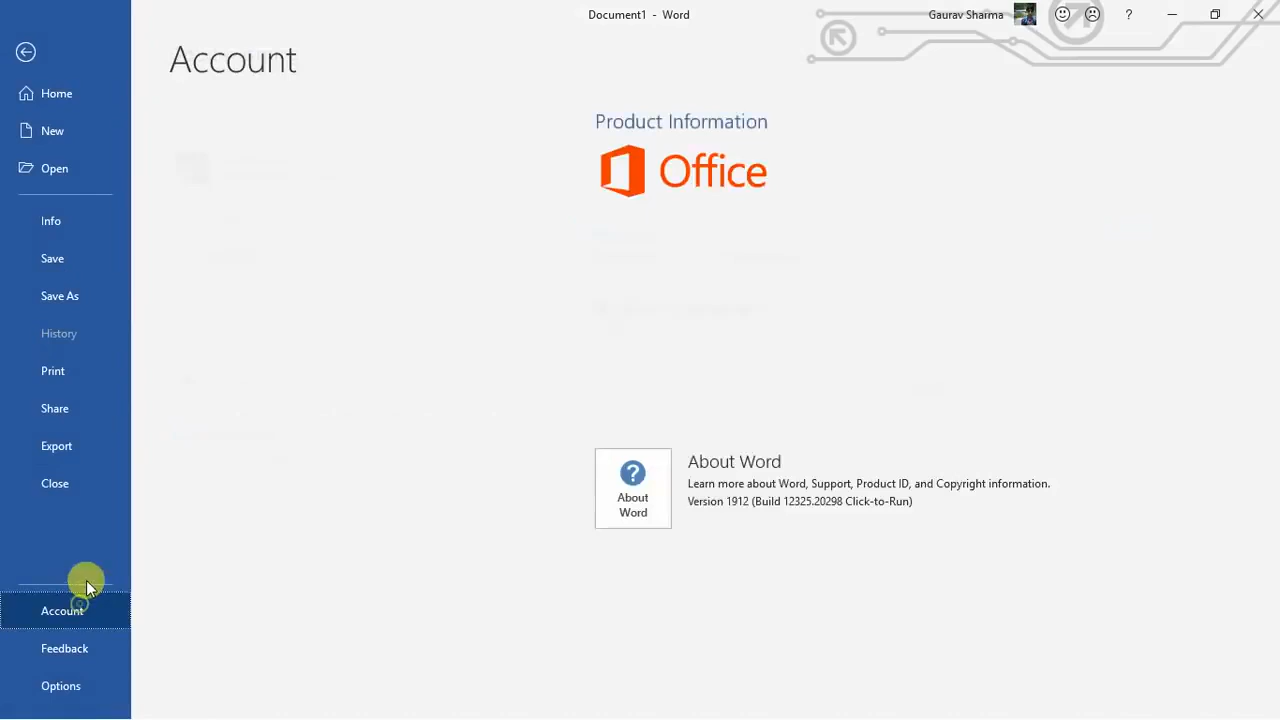 Document1 - Word
Gaurav Sharma
?
Account
Home
New
Open
Info
Save
Save As
History
Print
Share
Export
Close
Account
Feedback
Options
Product Information
Office
?
About
Word
About Word
Learn more about Word, Support, Product ID, and Copyright information.
Version 1912 (Build 12325.20298 Click-to-Run)